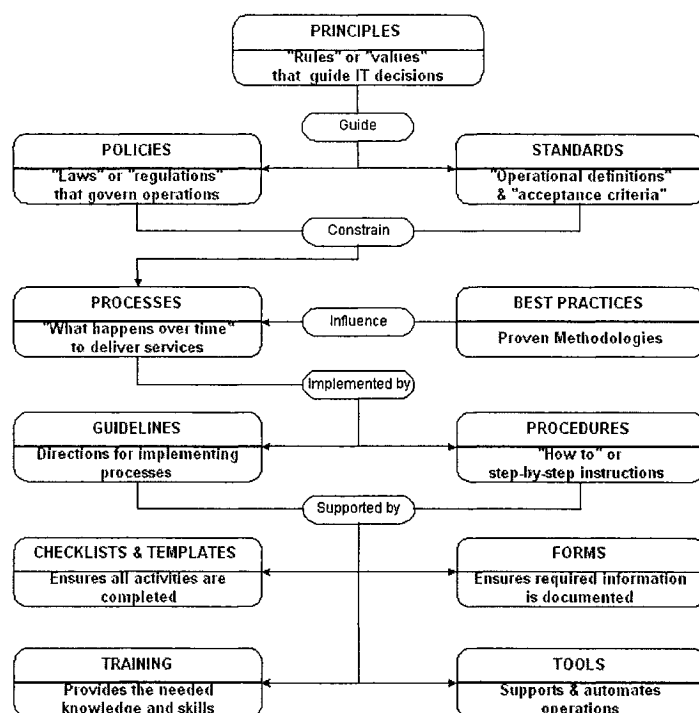 PRINCIPLES
"Rules" or "values"
that guide IT decisions
Guide
POLICIES
"Laws" or "regulations"
that govern operations
STANDARDS
"Operational definitions"
& "acceptance criteria"
Constrain
PROCESSES
"What happens over time"
to deliver services
Influence
BEST PRACTICES
Proven Methodologies
Implemented by
GUIDELINES
Directions for implementing
processes
PROCEDURES
"How to" or
step-by-step instructions
Supported by
CHECKLISTS & TEMPLATES
Ensures all activities are
completed
FORMS
Ensures required information
is documented
TRAINING
Provides the needed
knowledge and skills
TOOLS
Supports & automates
operations